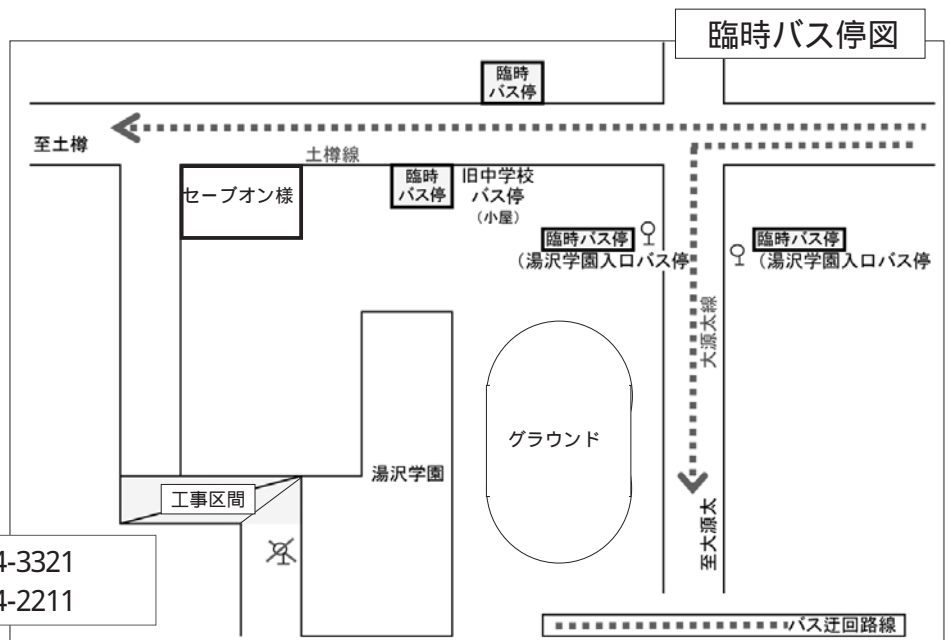 臨時バス停図
臨時
バス停
至土樽
土樽線
セーブオン様
臨時
バス停
旧中学校
バス停
(小屋)
臨時バス停
(湯沢学園入口バス停
臨時バス停
(湯沢学園入口バス停
大源太線
グラウンド
湯沢学園
工事区間
至大源太
4-3321
4-2211
バス迂回路線